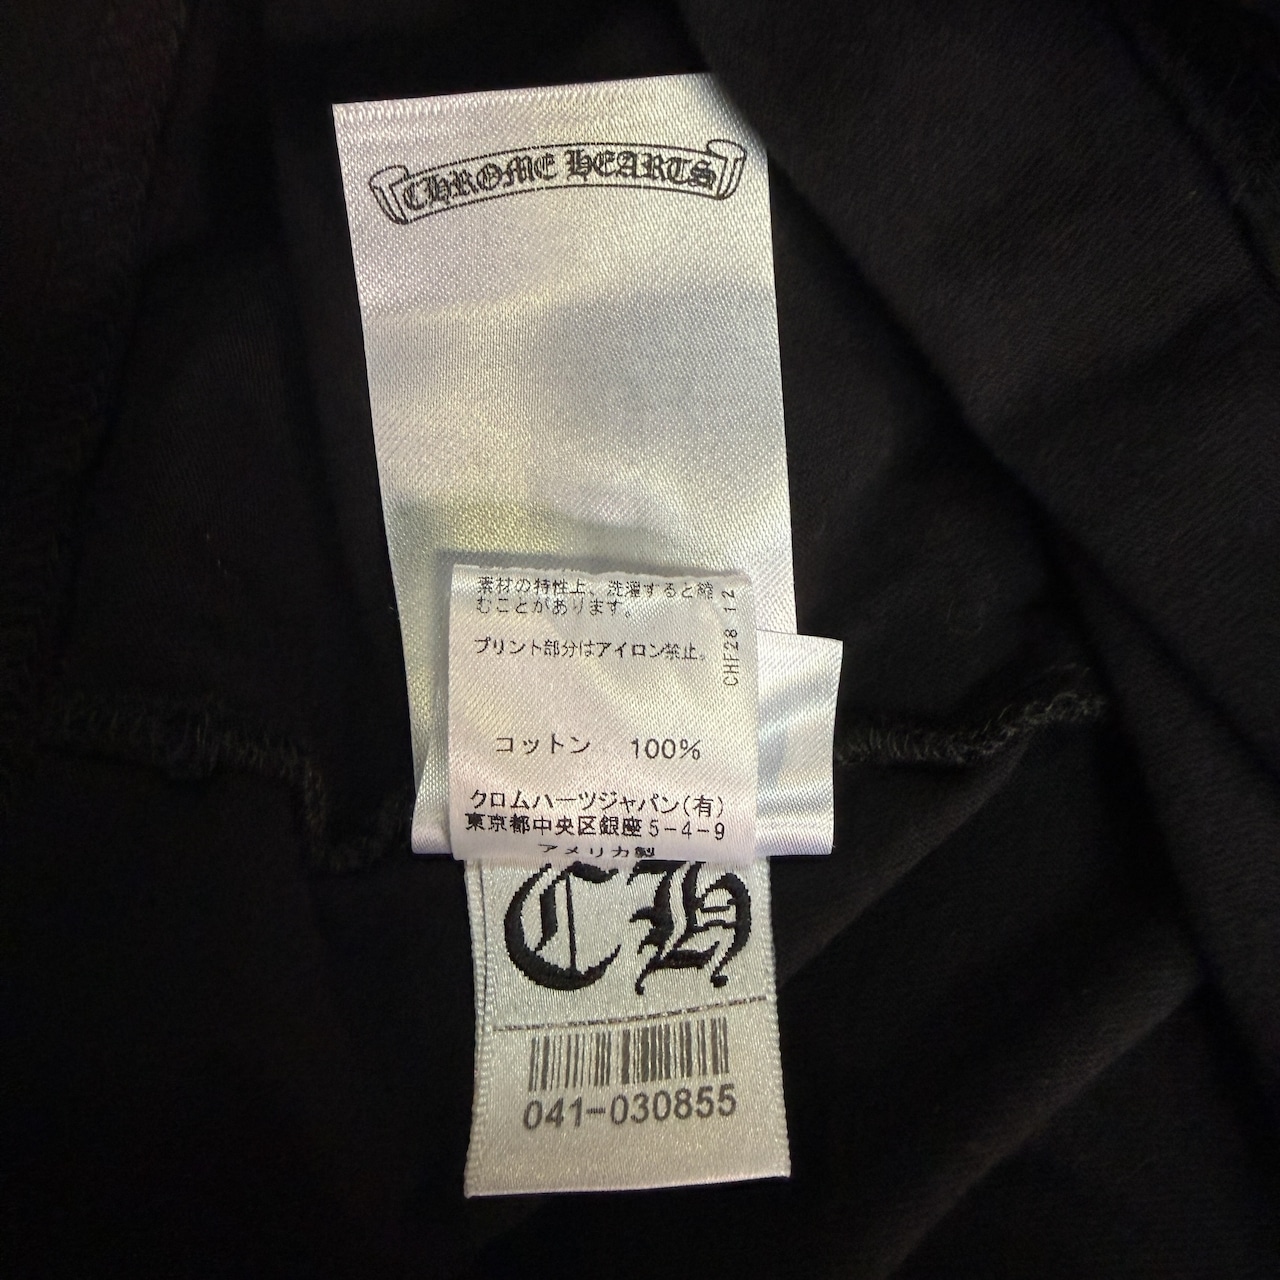 CHROME HEARTS
素材の特性上、洗濯すると縮
むことがあります。
プリント部分はアイロン禁止。
CHF28 12
コットン 100%
クロムハーツジャパン(有)
東京都中央区銀座5-4-9
アメリカ製
CH
041-030855